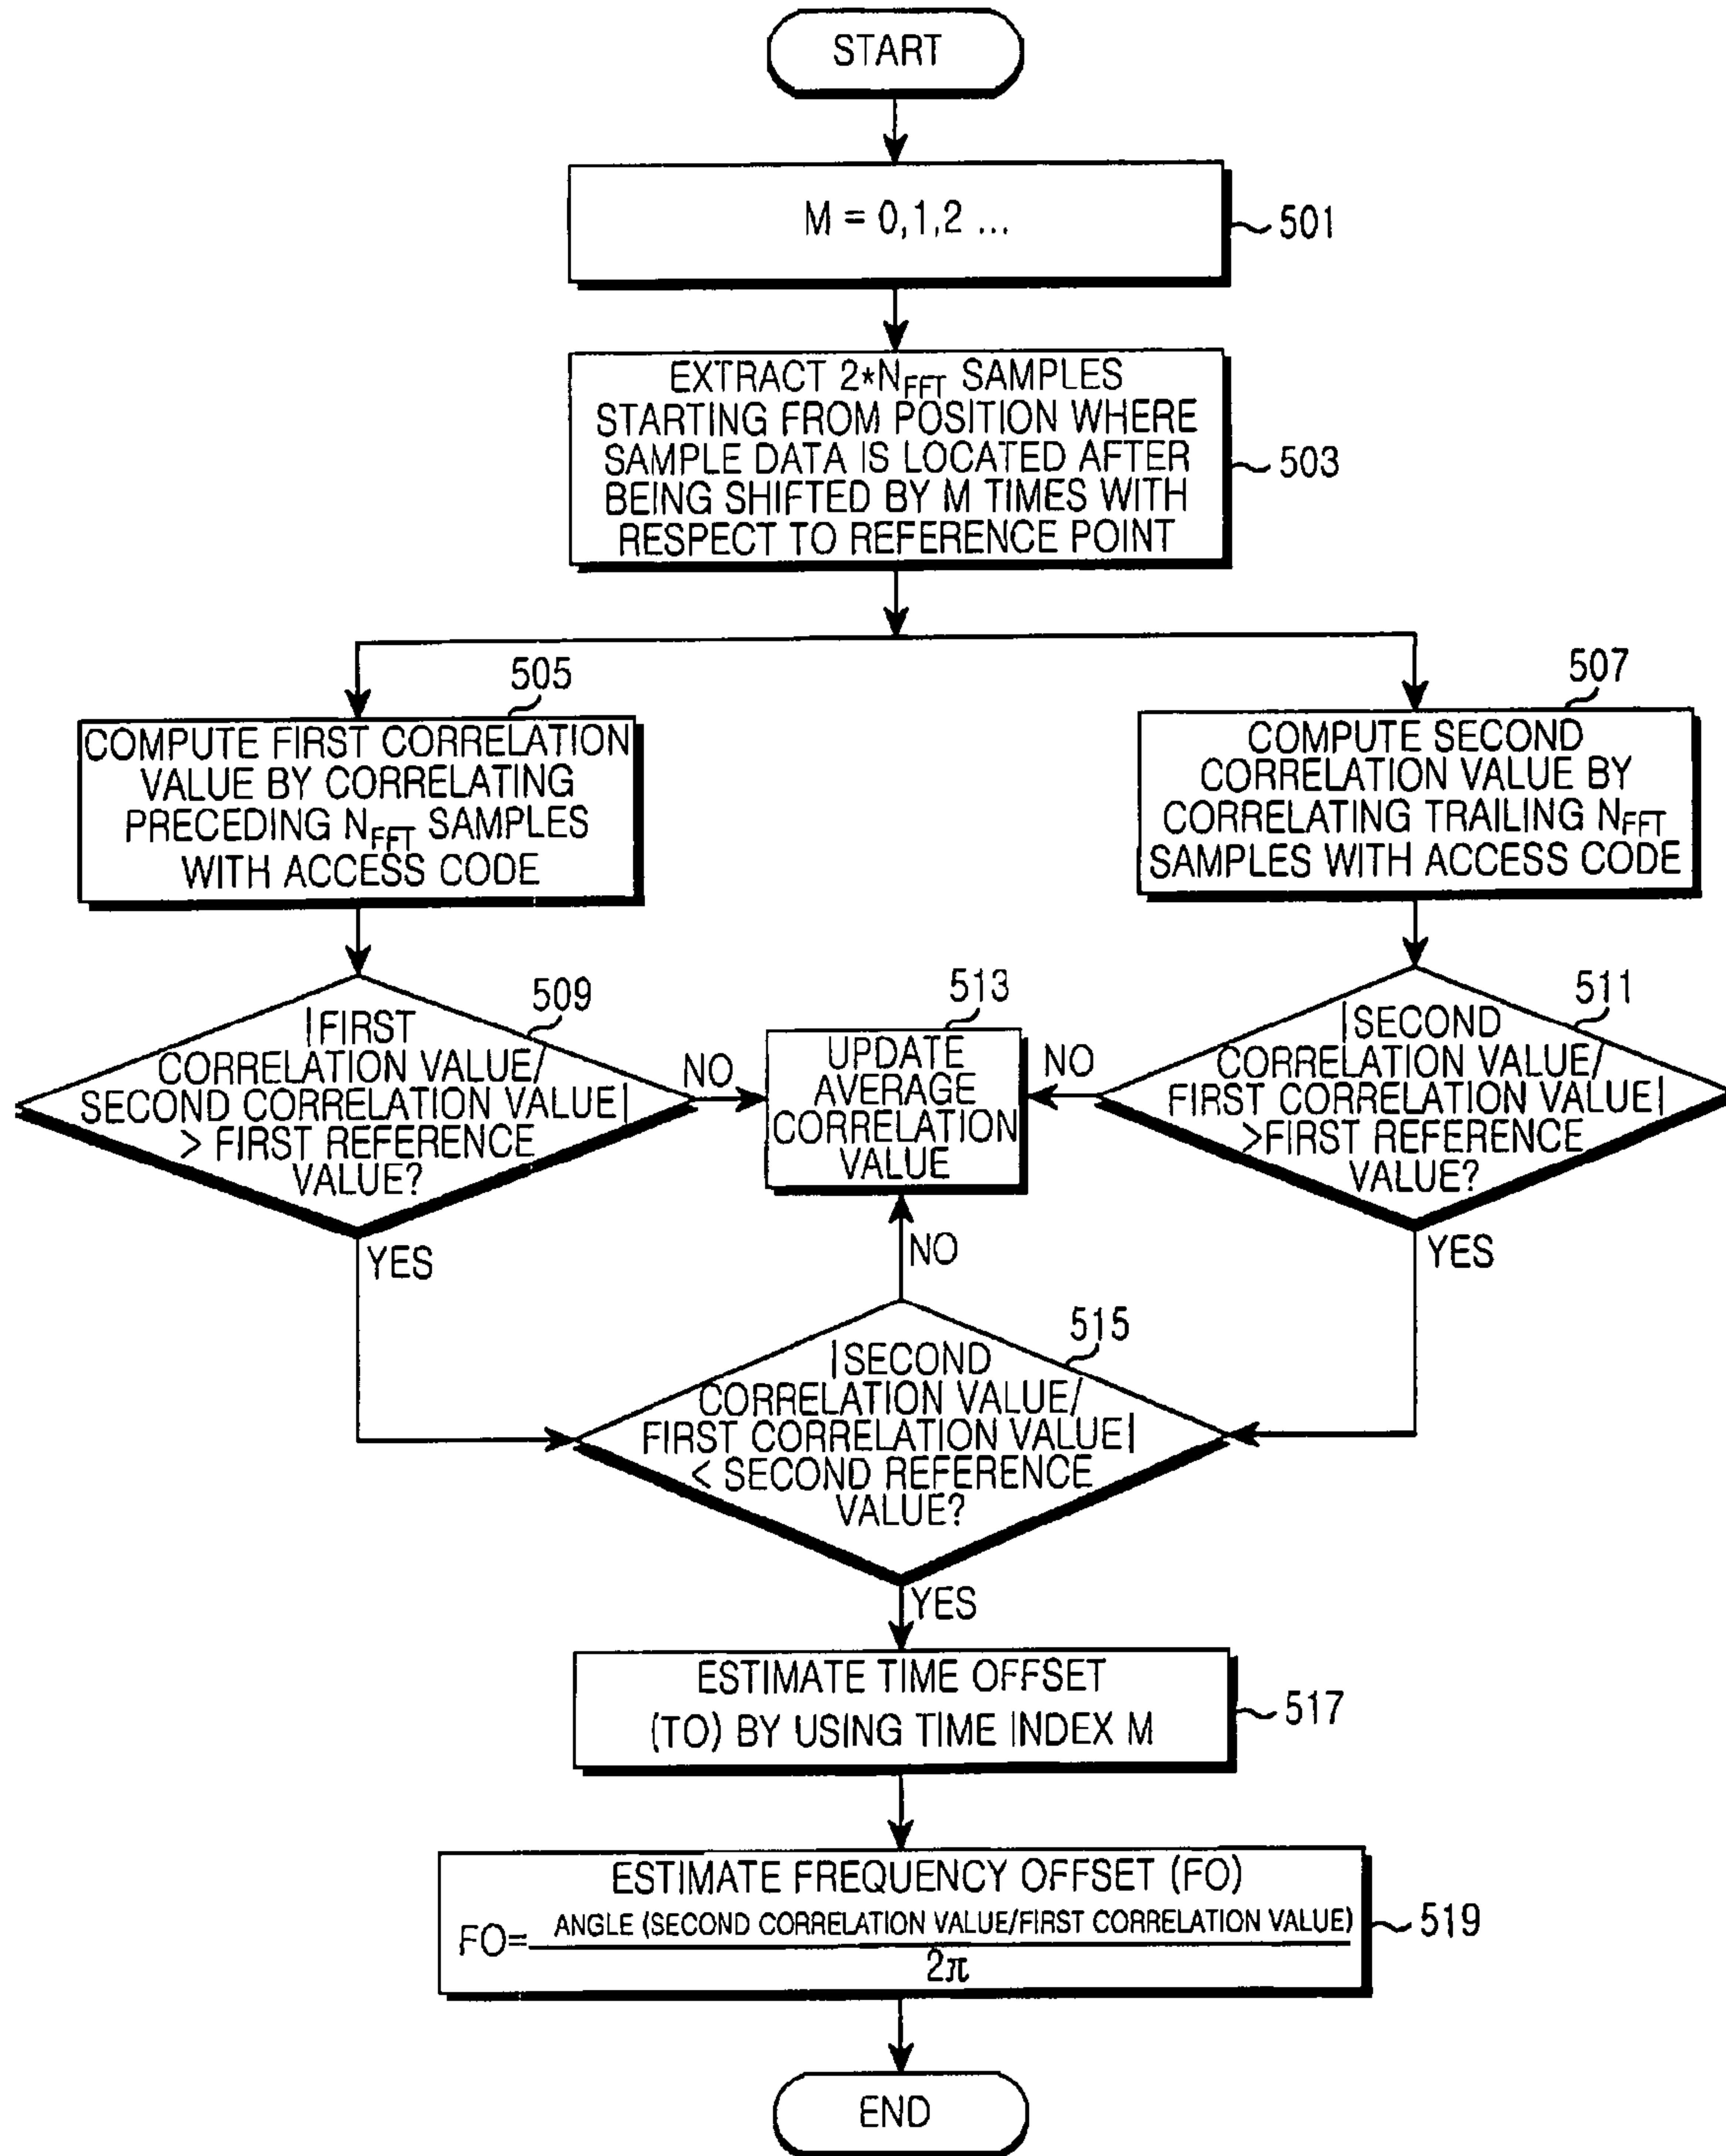 START
M = 0,1,2 ...
501
EXTRACT 2*NFFT SAMPLES
STARTING FROM POSITION WHERE
SAMPLE DATA IS LOCATED AFTER
BEING SHIFTED BY M TIMES WITH
RESPECT TO REFERENCE POINT
503
505
COMPUTE FIRST CORRELATION
VALUE BY CORRELATING
PRECEDING NFFT SAMPLES
WITH ACCESS CODE
507
COMPUTE SECOND
CORRELATION VALUE BY
CORRELATING TRAILING NFFT
SAMPLES WITH ACCESS CODE
509
|FIRST
CORRELATION VALUE/
SECOND CORRELATION VALUE|
> FIRST REFERENCE
VALUE?
NO
YES
513
UPDATE
AVERAGE
CORRELATION
VALUE
511
|SECOND
CORRELATION VALUE/
FIRST CORRELATION VALUE|
>FIRST REFERENCE
VALUE?
NO
YES
NO
515
|SECOND
CORRELATION VALUE/
FIRST CORRELATION VALUE|
< SECOND REFERENCE
VALUE?
YES
ESTIMATE TIME OFFSET
(TO) BY USING TIME INDEX M
517
ESTIMATE FREQUENCY OFFSET (FO)
FO= ANGLE (SECOND CORRELATION VALUE/FIRST CORRELATION VALUE)
2π
519
END